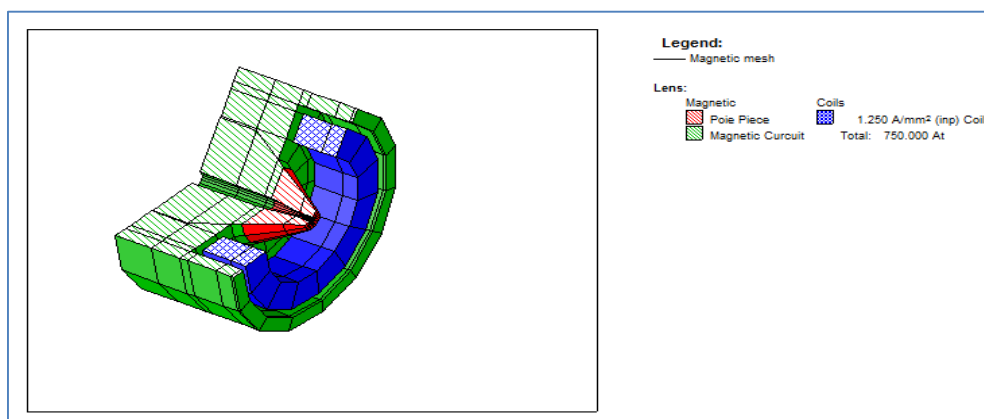 Legend:
Magnetic mesh
Lens:
Magnetic Coils
Poie Piece 1.250 A/mm² (inp) Coil
Magnetic Curcuit Total: 750.000 At